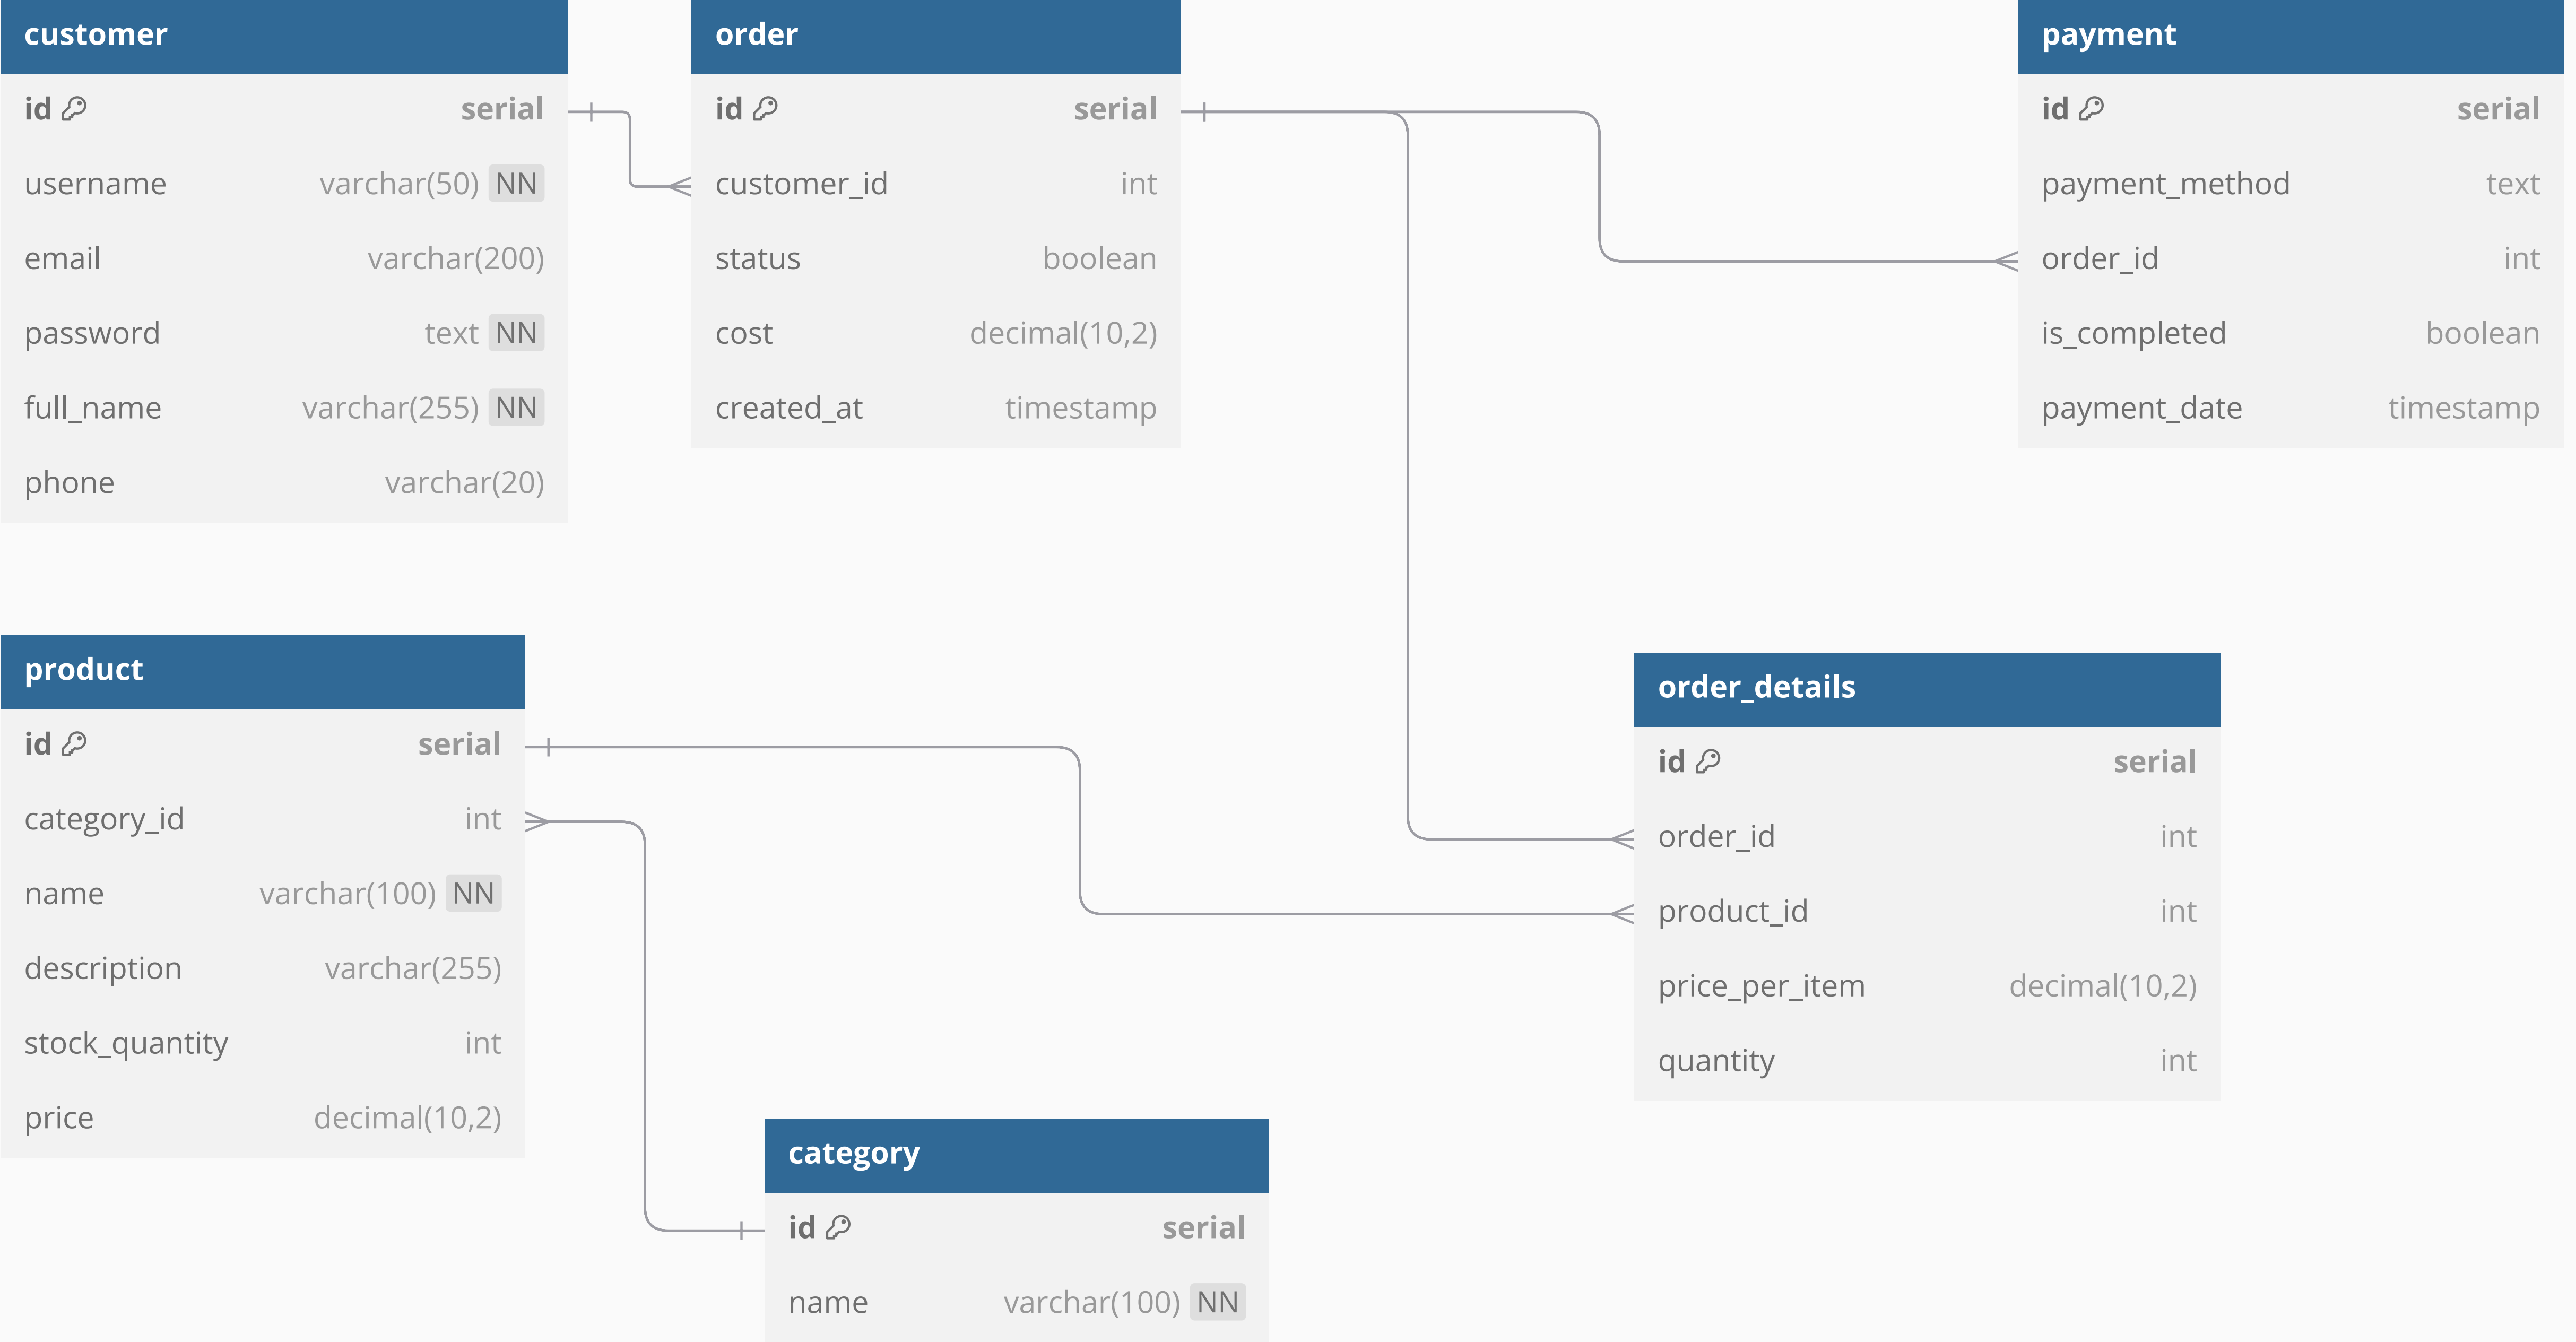 customer
id serial
username varchar(50) NN
email varchar(200)
password text NN
full_name varchar(255) NN
phone varchar(20)
order
id serial
customer_id int
status boolean
cost decimal(10,2)
created_at timestamp
payment
id serial
payment_method text
order_id int
is_completed boolean
payment_date timestamp
product
id serial
category_id int
name varchar(100) NN
description varchar(255)
stock_quantity int
price decimal(10,2)
order_details
id serial
order_id int
product_id int
price_per_item decimal(10,2)
quantity int
category
id serial
name varchar(100) NN